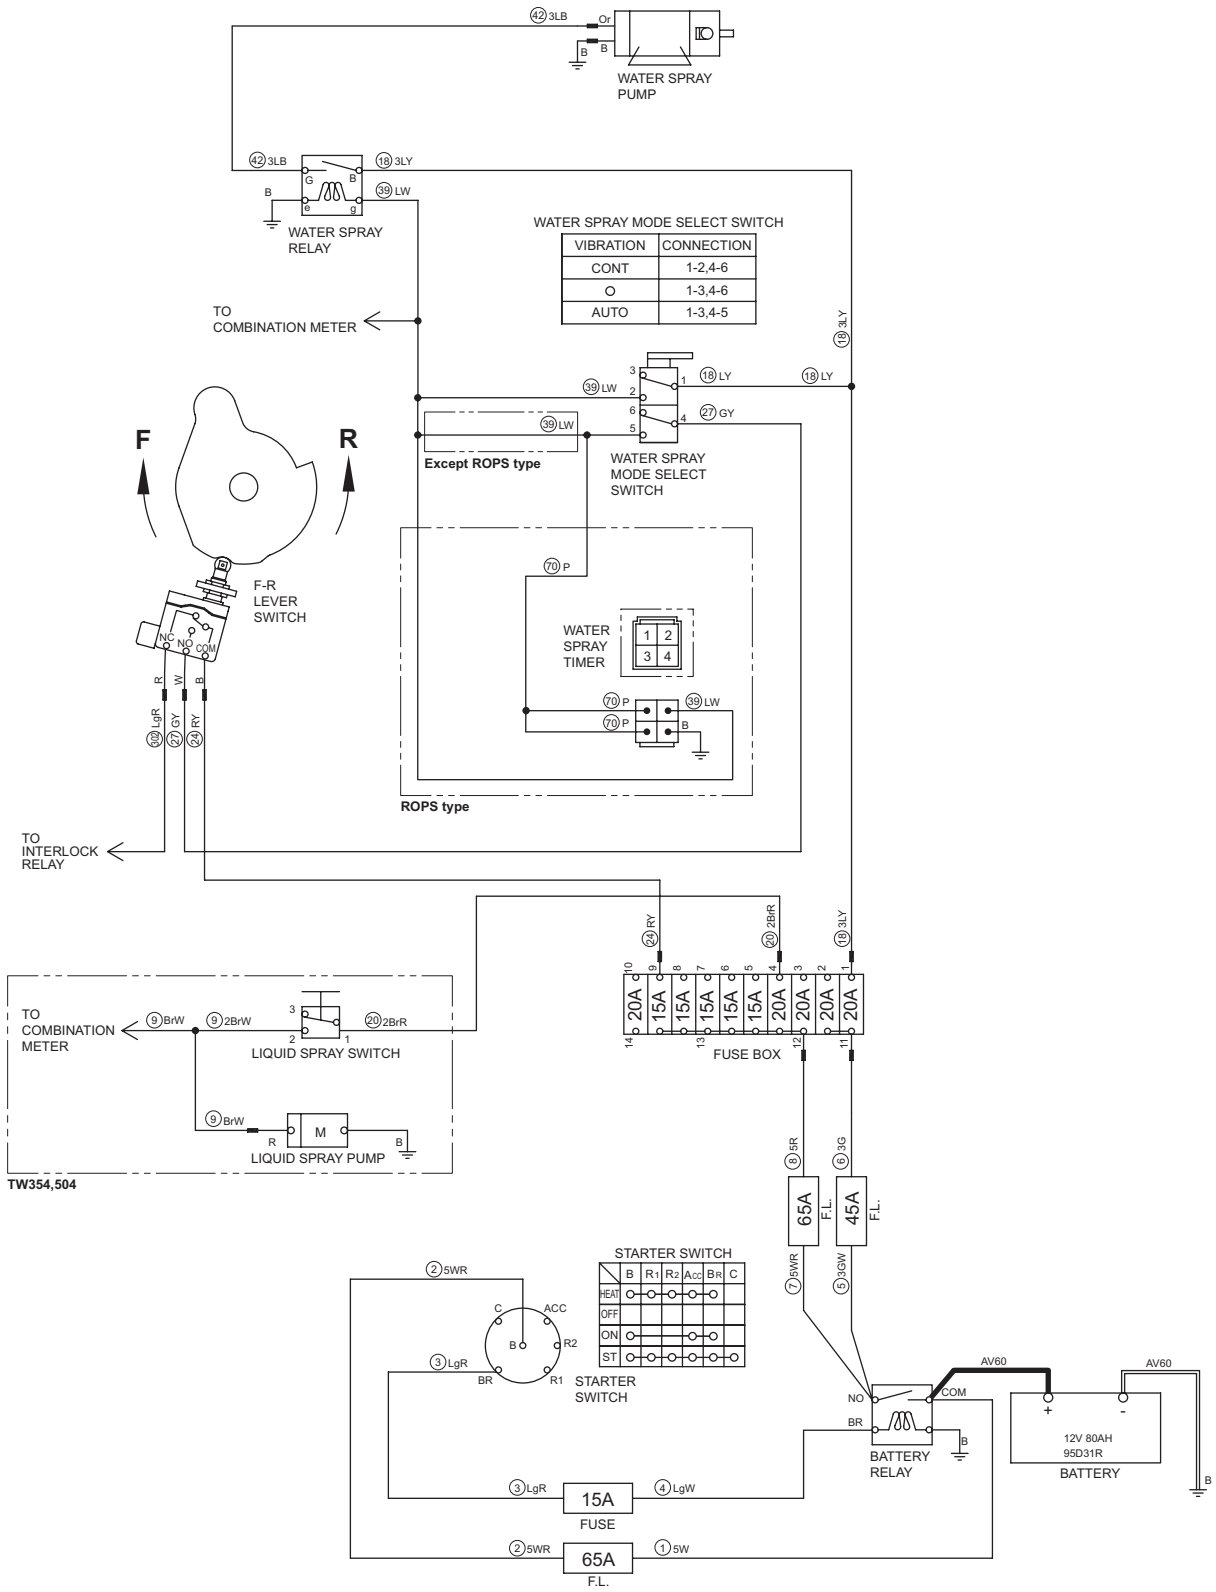 42 3LB
Or
B
B
WATER SPRAY
PUMP
42 3LB
18 3LY
G
B
39 LW
B
e
g
WATER SPRAY
RELAY
WATER SPRAY MODE SELECT SWITCH
VIBRATION CONNECTION
CONT 1-2,4-6
O 1-3,4-6
AUTO 1-3,4-5
TO
COMBINATION METER
18 3LY
3
1
18 LY
18 LY
39 LW
2
6
4
27 GY
39 LW
5
Except ROPS type
WATER SPRAY
MODE SELECT
SWITCH
F
R
F-R
LEVER
SWITCH
NC
NO
COM
R
W
B
302 LgR
27 GY
24 RY
70 P
WATER
SPRAY
TIMER
1 2
3 4
70 P
39 LW
70 P
B
ROPS type
TO
INTERLOCK
RELAY
24 RY
20 2BrR
18 3LY
10 9 8 7 6 5 4 3 2 1
20A 15A 15A 15A 15A 15A 20A 20A 20A 20A
14 13 12 11
FUSE BOX
TO
COMBINATION
METER
9 BrW
9 2BrW
3
2
1
20 2BrR
LIQUID SPRAY SWITCH
9 BrW
R
M
B
LIQUID SPRAY PUMP
TW354,504
8 5R
6 3G
65A
F.L.
45A
F.L.
7 5WR
5 3GW
STARTER SWITCH
B R1 R2 ACC BR C
HEAT
OFF
ON
ST
2 5WR
C
ACC
B
R2
3 LgR
BR
R1
STARTER
SWITCH
AV60
AV60
NO
COM
+
-
BR
B
12V 80AH
95D31R
BATTERY
RELAY
BATTERY
B
3 LgR
15A
4 LgW
FUSE
2 5WR
65A
1 5W
F.L.